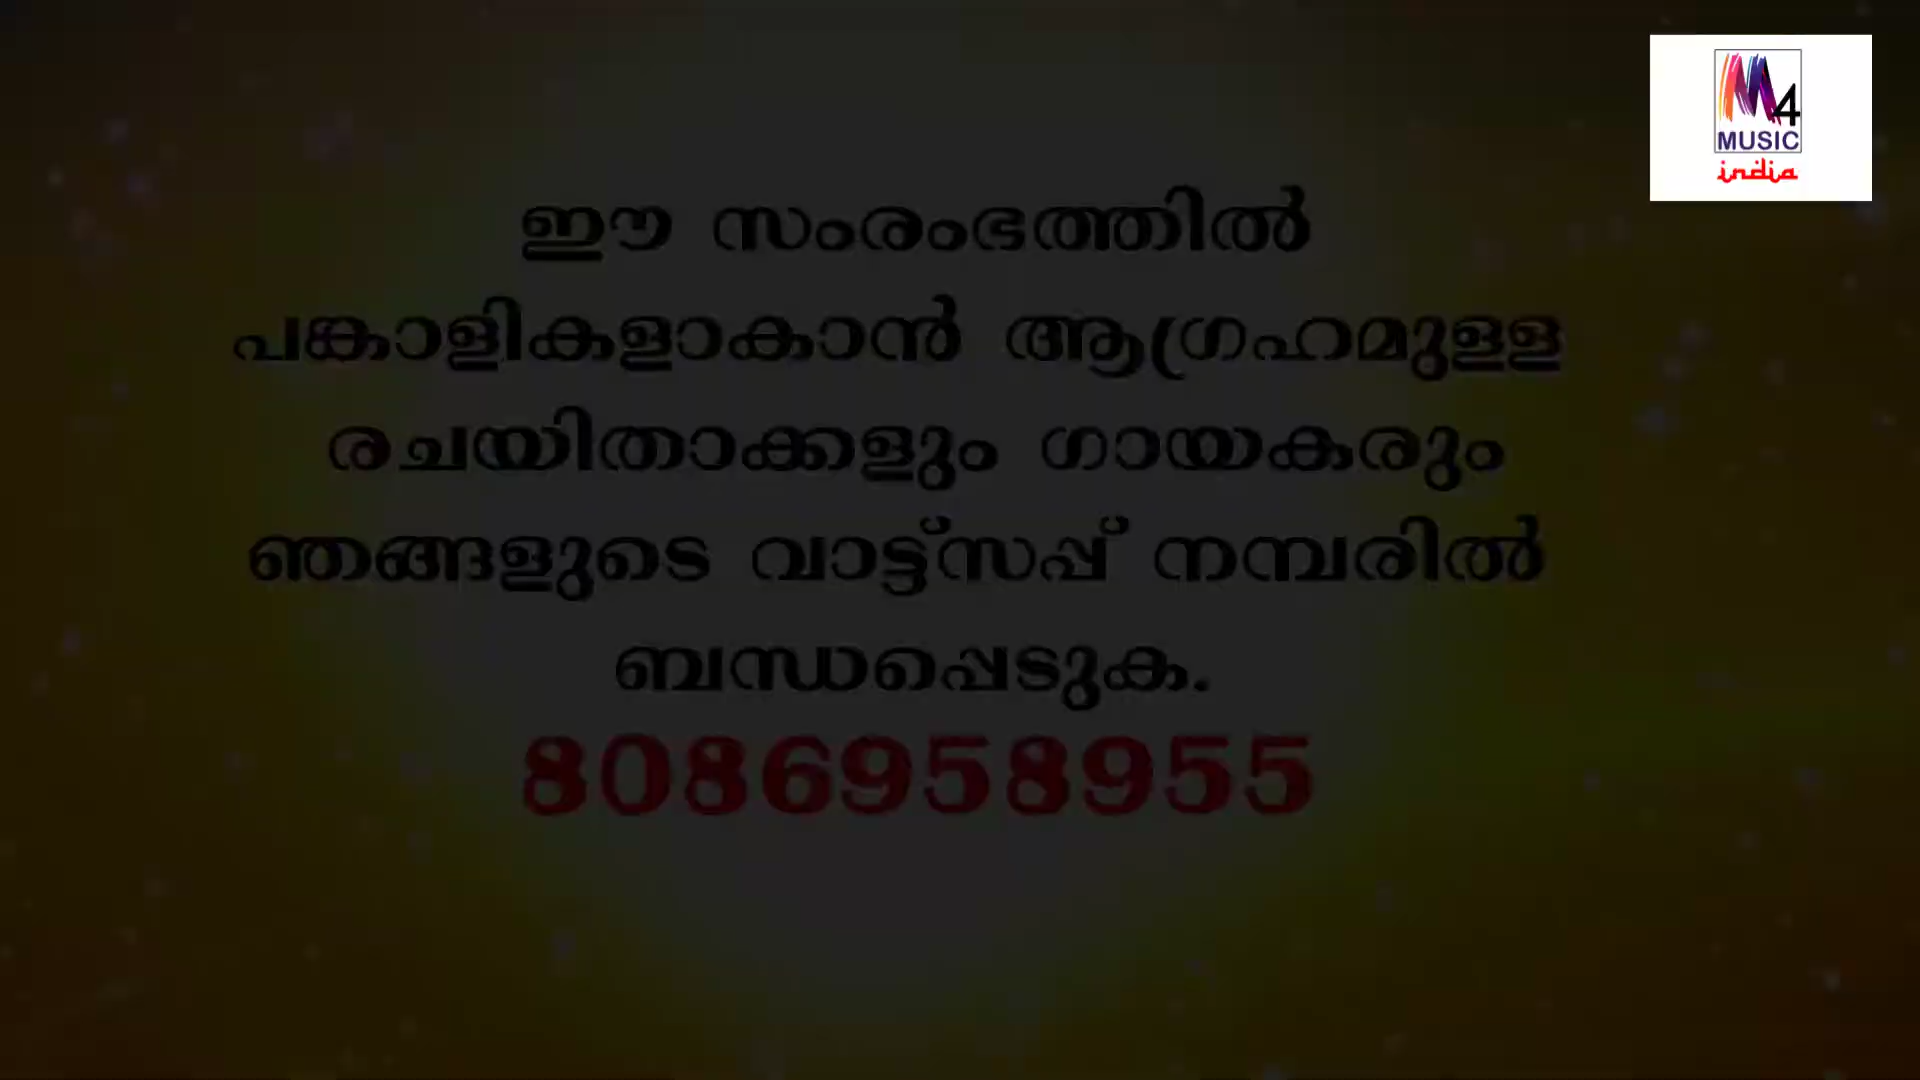 M4
MUSIC
india
ഈ സംരംഭത്തിൽ
പങ്കാളികളാകാൻ ആഗ്രഹമുള്ള
രചയിതാക്കളും ഗായകരും
ഞങ്ങളുടെ വാട്ട്സപ്പ് നമ്പരിൽ
ബന്ധപ്പെടുക.
8086958955